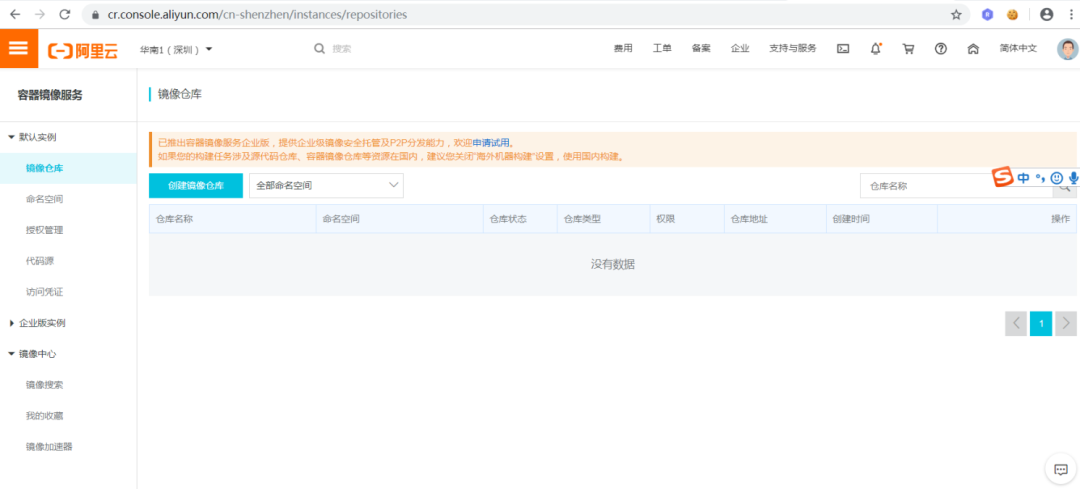 cr.console.aliyun.com/cn-shenzhen/instances/repositories
阿里云
华南1（深圳）
搜索
费用
工单
备案
企业
支持与服务
简体中文
容器镜像服务
镜像仓库
默认实例
镜像仓库
命名空间
授权管理
代码源
访问凭证
企业版实例
镜像中心
镜像搜索
我的收藏
镜像加速器
已推出容器镜像服务企业版，提供企业级镜像安全托管及P2P分发能力，欢迎申请试用。
如果您的构建任务涉及源代码仓库、容器镜像仓库等资源在国内，建议您关闭"海外机器构建"设置，使用国内构建。
创建镜像仓库
全部命名空间
仓库名称
中
仓库名称
命名空间
仓库状态
仓库类型
权限
仓库地址
创建时间
操作
没有数据
1